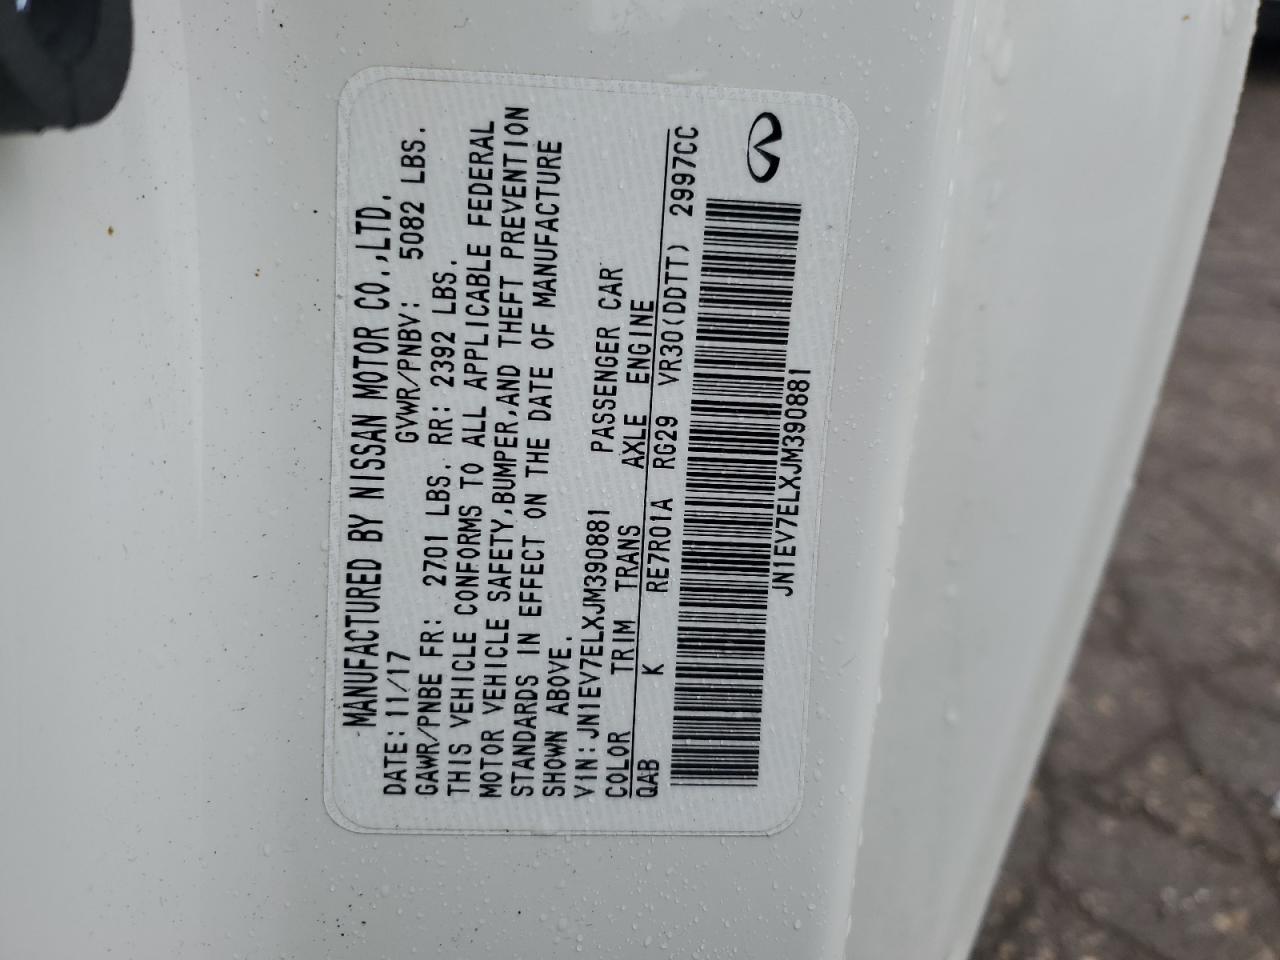 MANUFACTURED BY NISSAN MOTOR CO.,LTD.
DATE:11/17 GVWR/PNBV: 5082 LBS.
GAWR/PNBE FR: 2701 LBS. RR: 2392 LBS.
THIS VEHICLE CONFORMS TO ALL APPLICABLE FEDERAL
MOTOR VEHICLE SAFETY,BUMPER,AND THEFT PREVENTION
STANDARDS IN EFFECT ON THE DATE OF MANUFACTURE
SHOWN ABOVE.
VIN:JN1EV7ELXJM390881 PASSENGER CAR
COLOR TRIM TRANS AXLE ENGINE
QAB K RE7R01A RG29 VR30(DDTT) 2997CC
JN1EV7ELXJM390881